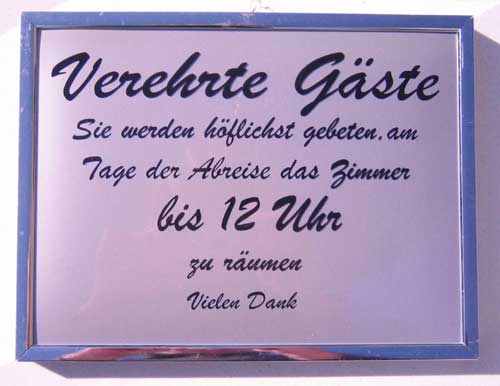 Verehrte Gäste
Sie werden höflichst gebeten, am
Tage der Abreise das Zimmer
bis 12 Uhr
zu räumen
Vielen Dank